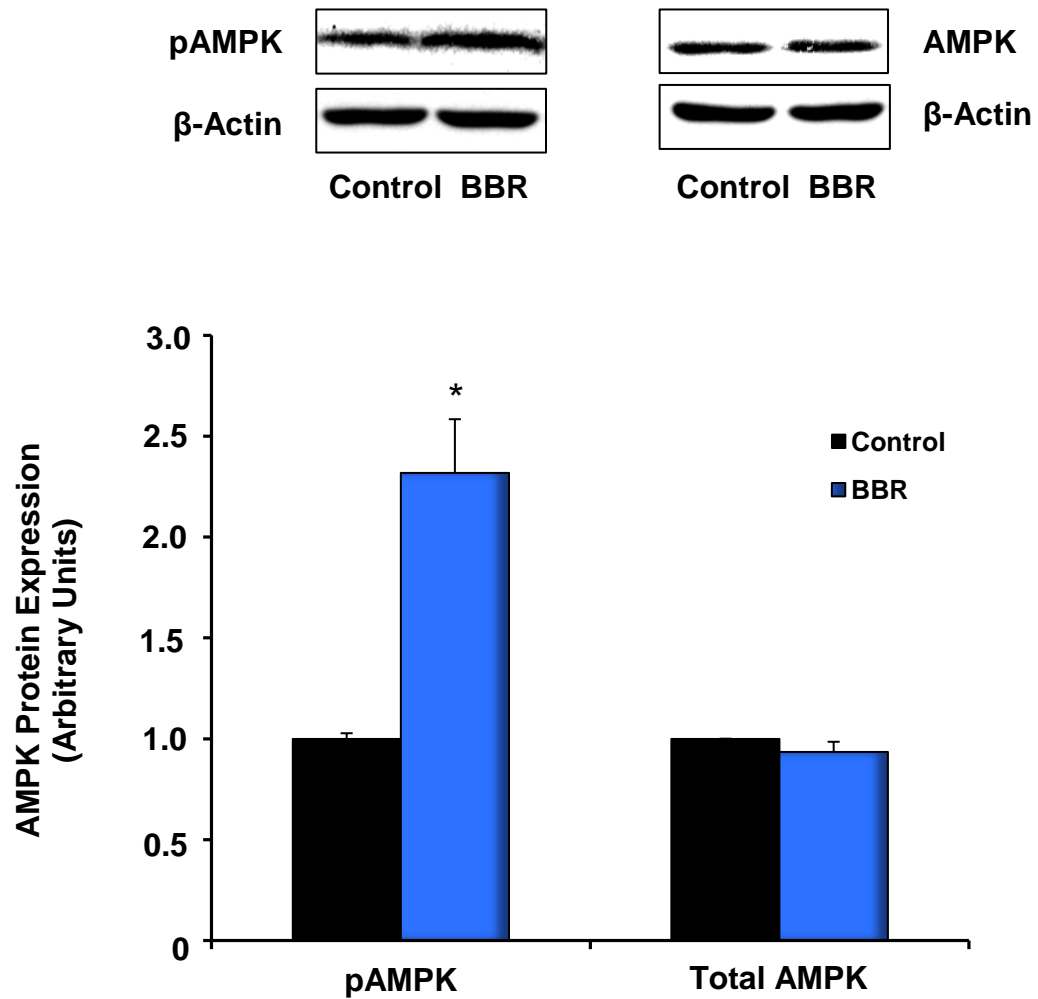 pAMPK
AMPK
β-Actin
β-Actin
Control BBR
Control BBR
3.0
2.5
2.0
1.5
1.0
0.5
0
AMPK Protein Expression
(Arbitrary Units)
*
Control
BBR
pAMPK
Total AMPK